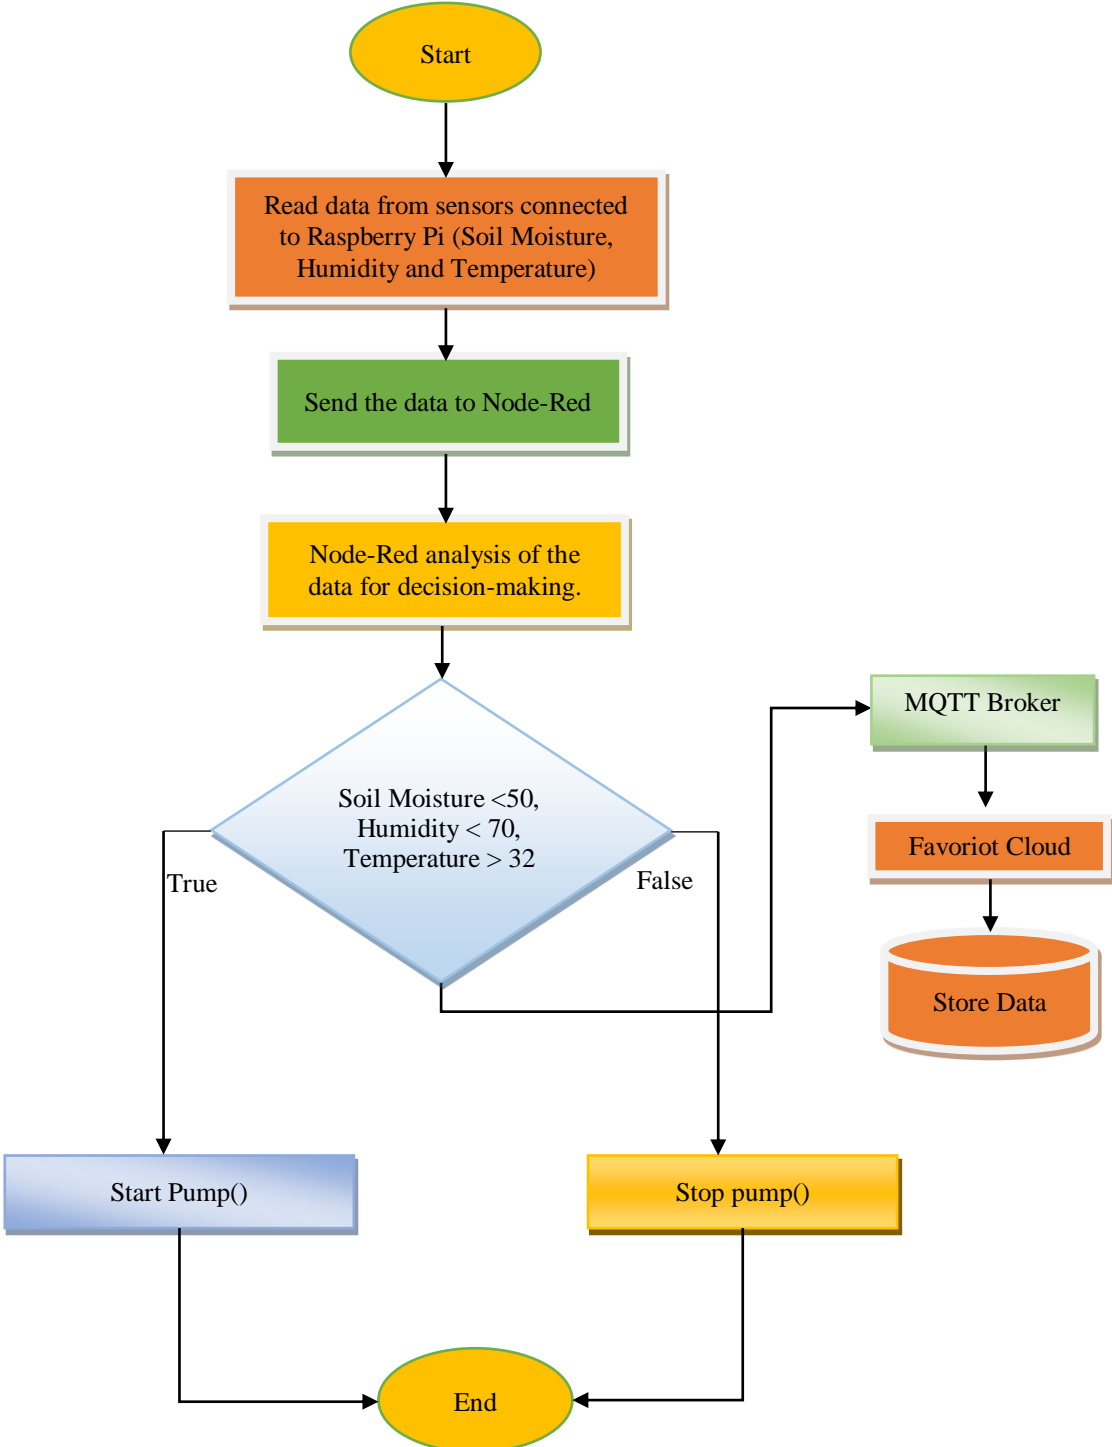 Start
Read data from sensors connected
to Raspberry Pi (Soil Moisture,
Humidity and Temperature)
Send the data to Node-Red
Node-Red analysis of the
data for decision-making.
Soil Moisture <50,
Humidity < 70,
Temperature > 32
True
False
MQTT Broker
Favoriot Cloud
Store Data
Start Pump()
Stop pump()
End